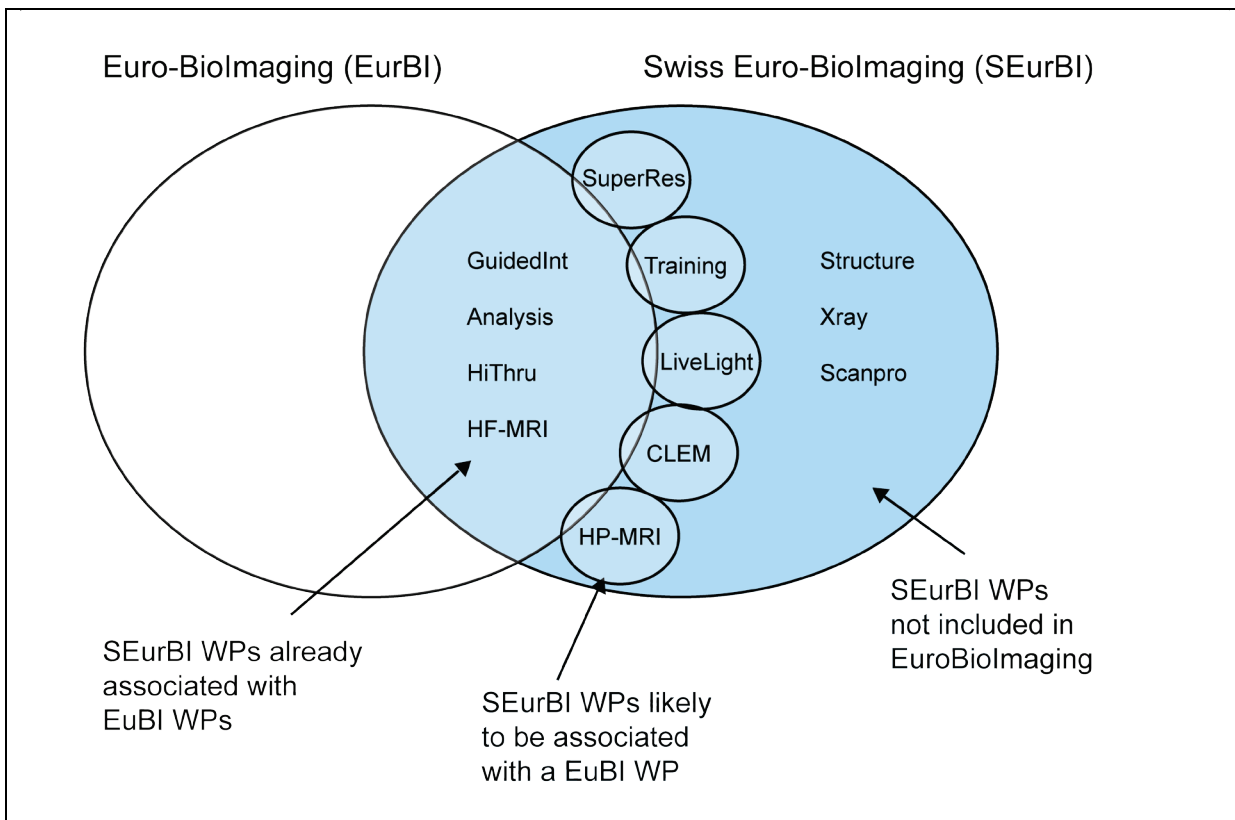 Euro-BioImaging (EurBI)
Swiss Euro-BioImaging (SEurBI)
SuperRes
Training
LiveLight
CLEM
HP-MRI
GuidedInt
Analysis
HiThru
HF-MRI
Structure
Xray
Scanpro
SEurBI WPs already
associated with
EuBI WPs
SEurBI WPs likely
to be associated
with a EuBI WP
SEurBI WPs
not included in
EuroBioImaging